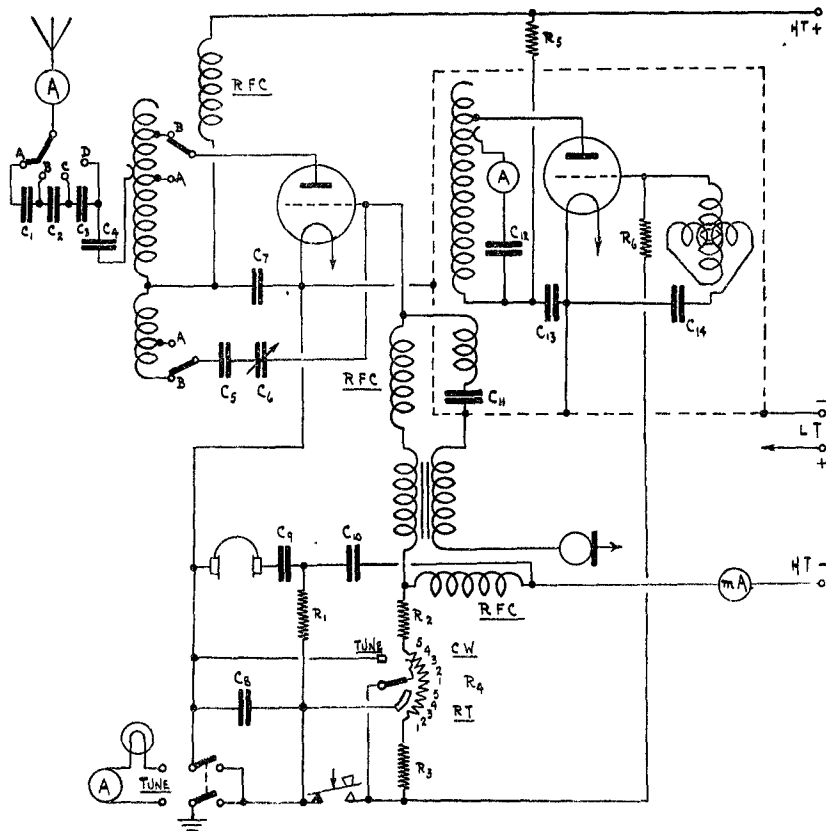 R5
HT+
A
RFC
A
B
C
D
B
A
C1
C2
C3
C4
A
C12
R6
C7
C13
C14
A
B
C5
C6
RFC
C11
−
LT
+
C9
C10
HT−
mA
RFC
R1
R2
TUNE
5
4
3
2
1
CW
R4
5
4
3
2
1
RT
C8
R3
A
TUNE